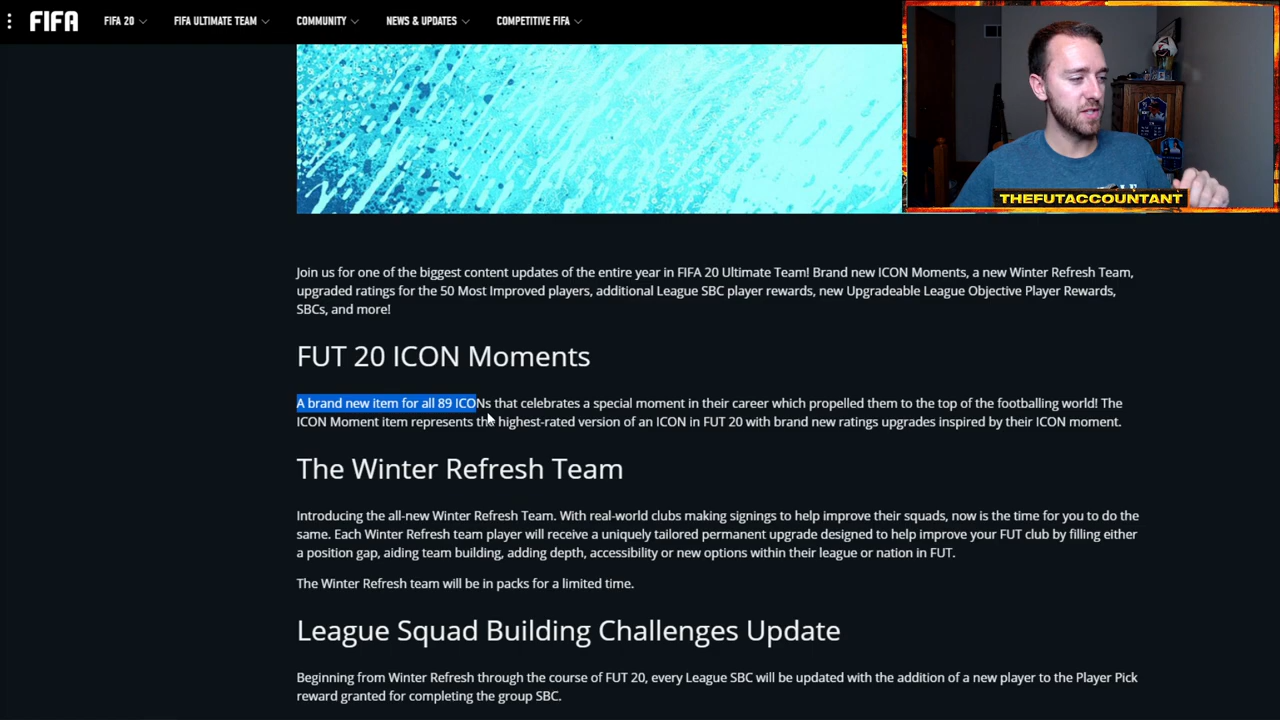 FIFA
FIFA 20
FIFA ULTIMATE TEAM
COMMUNITY
NEWS & UPDATES
COMPETITIVE FIFA
THEFUTACCOUNTANT
Join us for one of the biggest content updates of the entire year in FIFA 20 Ultimate Team! Brand new ICON Moments, a new Winter Refresh Team,
upgraded ratings for the 50 Most Improved players, additional League SBC player rewards, new Upgradeable League Objective Player Rewards,
SBCs, and more!
FUT 20 ICON Moments
A brand new item for all 89 ICONs that celebrates a special moment in their career which propelled them to the top of the footballing world! The
ICON Moment item represents the highest-rated version of an ICON in FUT 20 with brand new ratings upgrades inspired by their ICON moment.
The Winter Refresh Team
Introducing the all-new Winter Refresh Team. With real-world clubs making signings to help improve their squads, now is the time for you to do the
same. Each Winter Refresh team player will receive a uniquely tailored permanent upgrade designed to help improve your FUT club by filling either
a position gap, aiding team building, adding depth, accessibility or new options within their league or nation in FUT.
The Winter Refresh team will be in packs for a limited time.
League Squad Building Challenges Update
Beginning from Winter Refresh through the course of FUT 20, every League SBC will be updated with the addition of a new player to the Player Pick
reward granted for completing the group SBC.